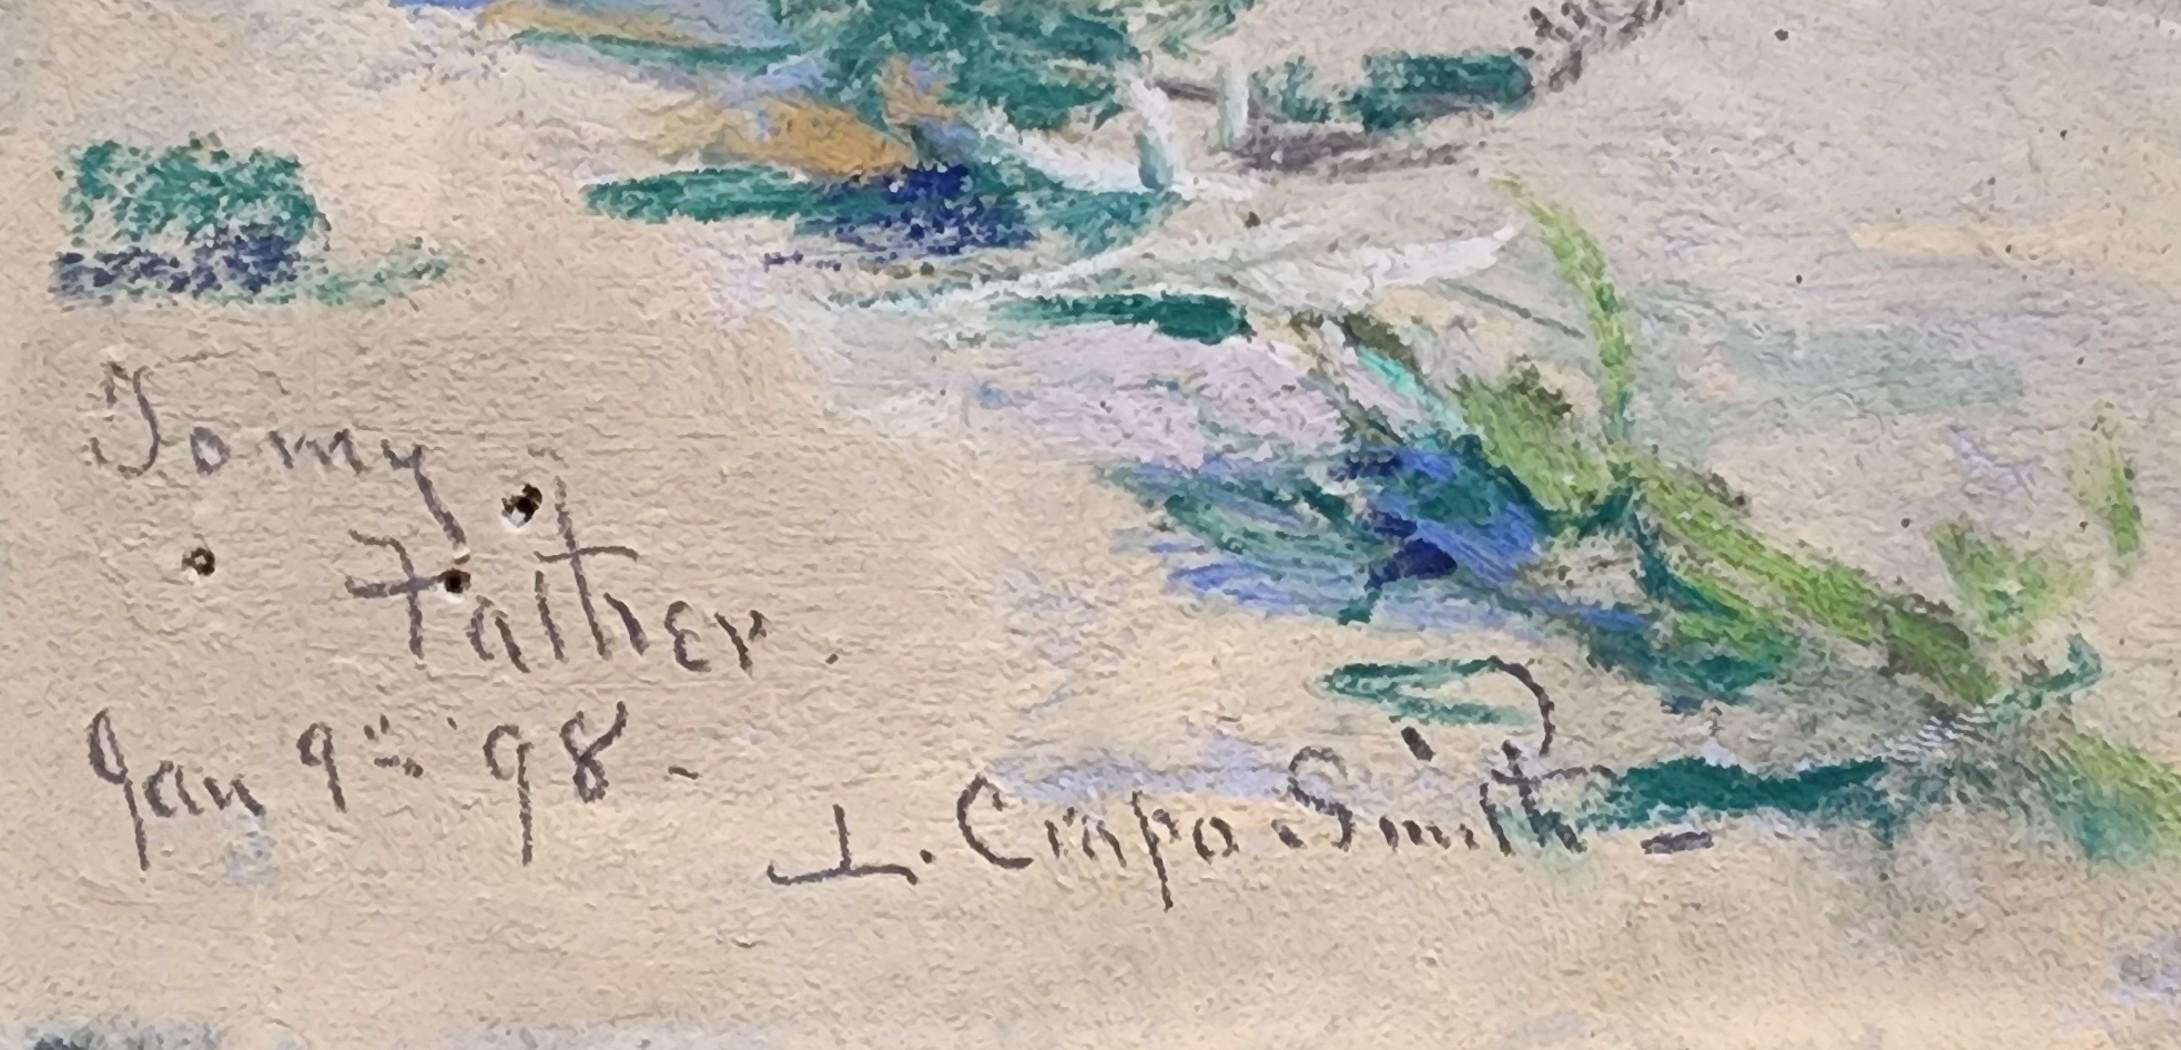 To my
Father.
Jan 9th '98 -
L. Crapo Smith -